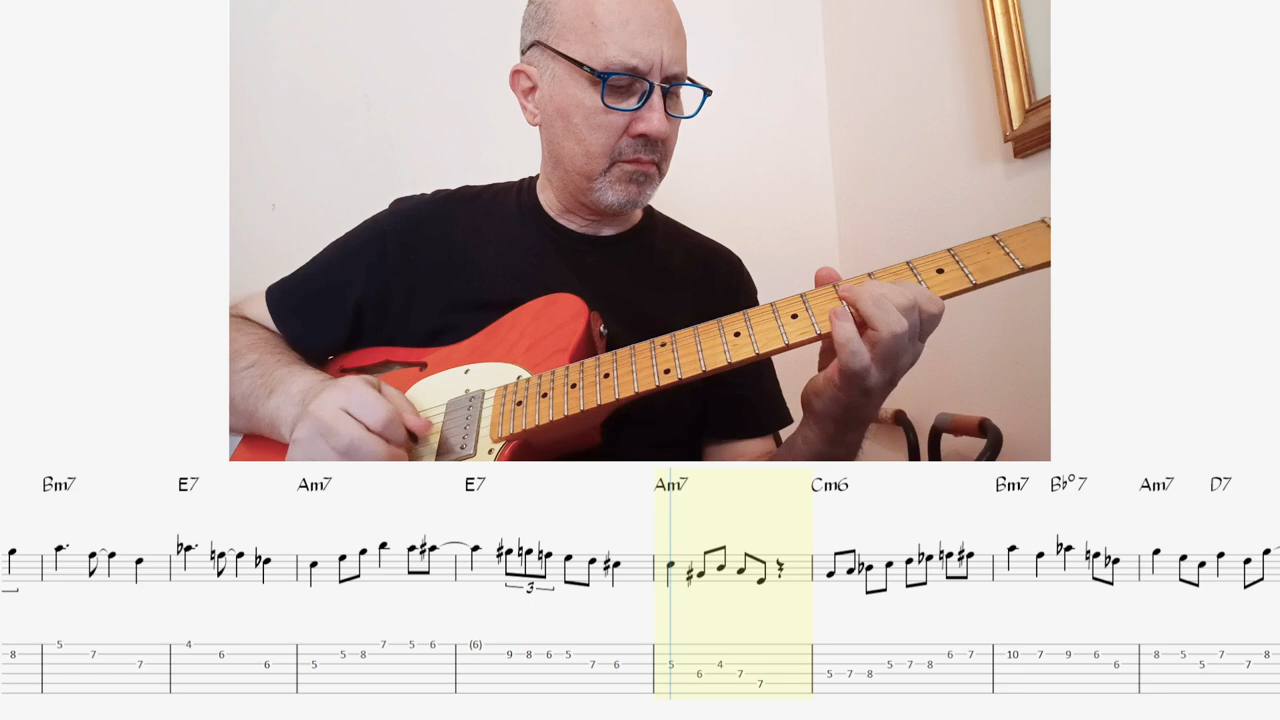 Bm7 E7 Am7 E7 Am7 Cm6 Bm7 B♭°7 Am7 D7
3
8 5 7 7 4 6 6 5 5 8 7 5 6 (6) 9 8 6 5 7 6 5 6 4 7 7 5 7 8 5 7 8 6 7 10 7 9 6 6 8 5 5 7 7 8